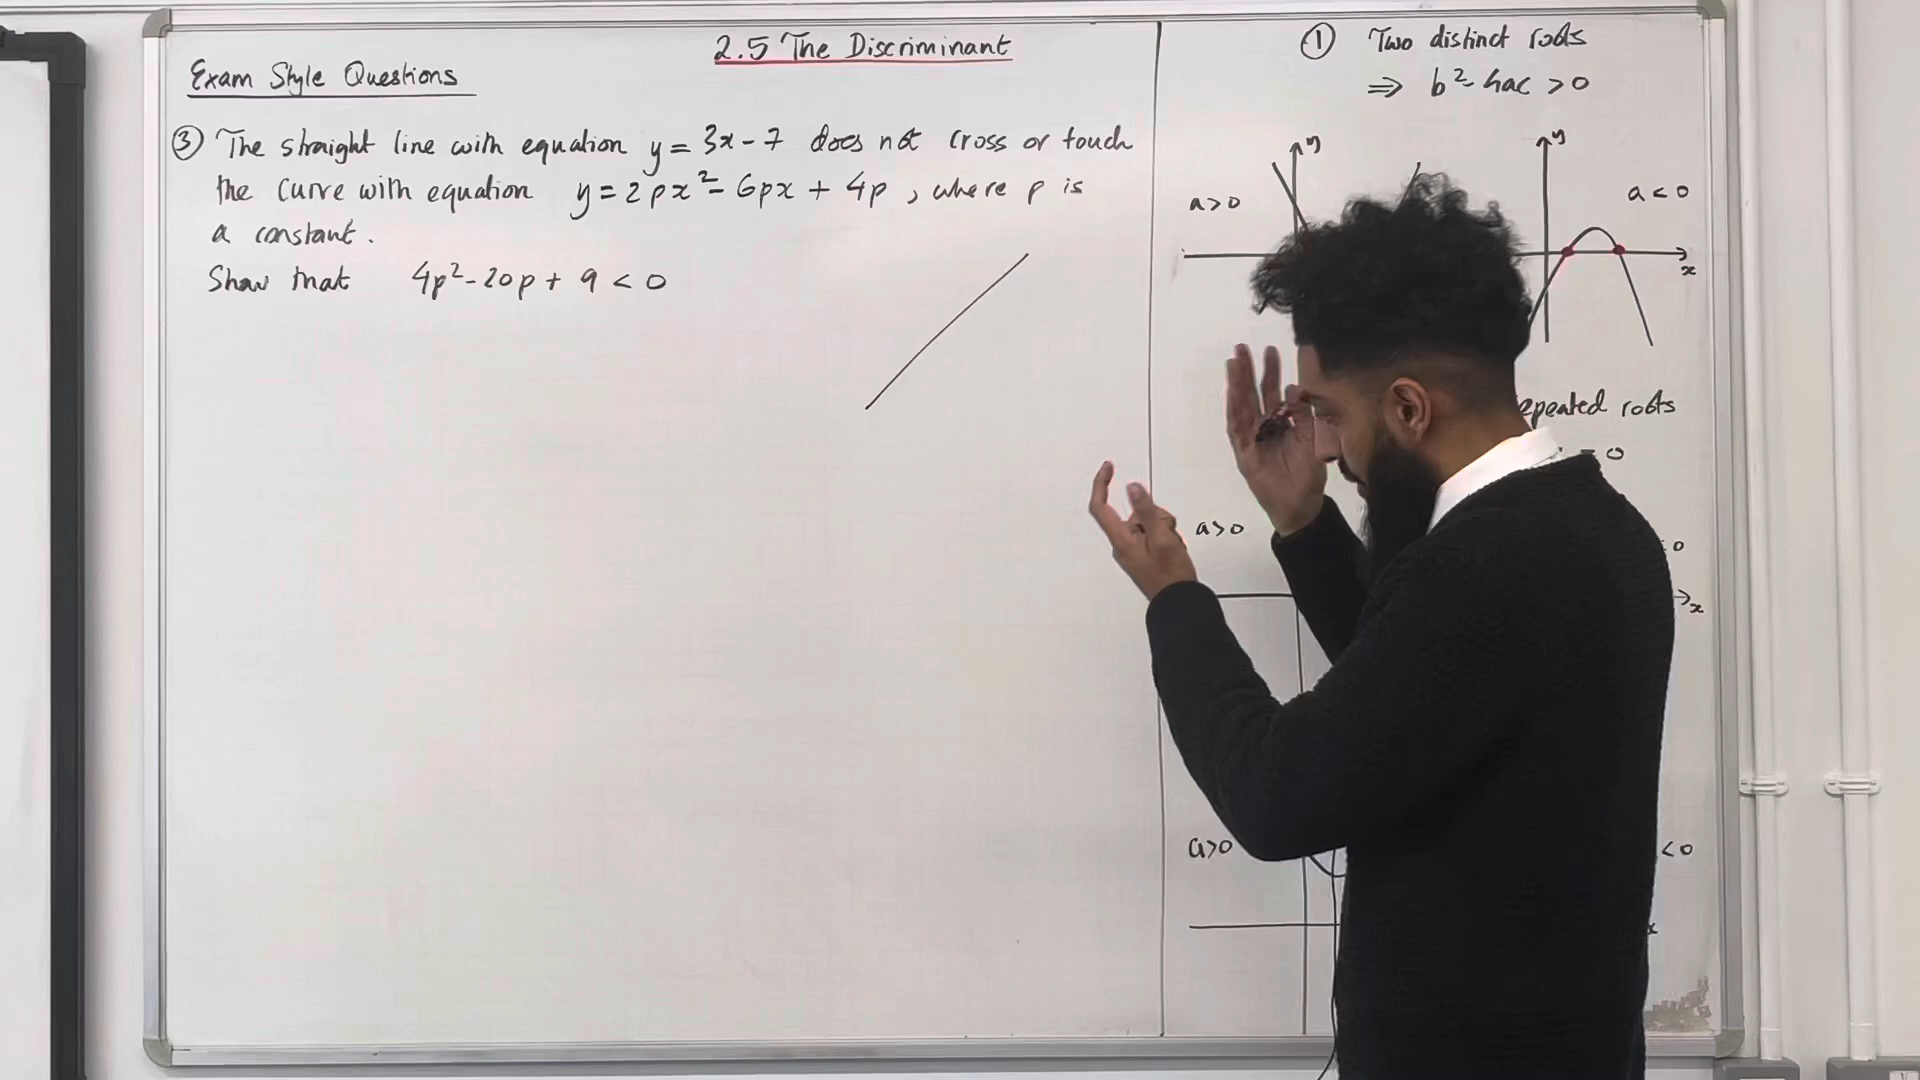 2.5 The Discriminant
Exam Style Questions
③ The straight line with equation y = 3x - 7 does not cross or touch
the curve with equation y = 2px² - 6px + 4p , where p is
a constant .
Show that 4p² - 20p + 9 < 0
① Two distinct roots
⇒ b² - 4ac > 0
a > 0
y
y
a < 0
x
epeated roots
= 0
a > 0
0
x
a > 0
< 0
x